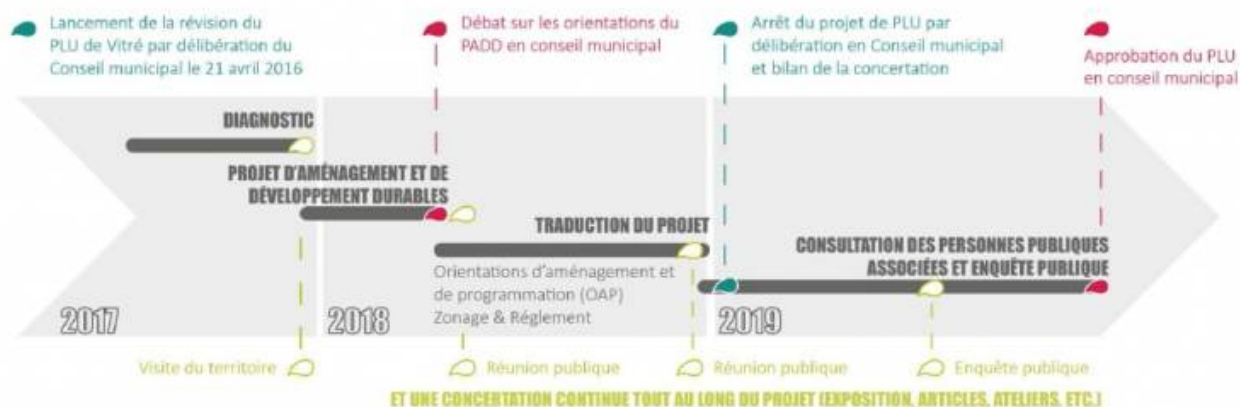 Lancement de la révision du
PLU de Vitré par délibération du
Conseil municipal le 21 avril 2016
Débat sur les orientations du
PADD en conseil municipal
Arrêt du projet de PLU par
délibération en Conseil municipal
et bilan de la concertation
Approbation du PLU
en conseil municipal
DIAGNOSTIC
PROJET D'AMÉNAGEMENT ET DE
DÉVELOPPEMENT DURABLES
TRADUCTION DU PROJET
Orientations d'aménagement et
de programmation (OAP)
Zonage & Réglement
CONSULTATION DES PERSONNES PUBLIQUES
ASSOCIÉES ET ENQUÊTE PUBLIQUE
2017
2018
2019
Visite du territoire
Réunion publique
Réunion publique
Enquête publique
ET UNE CONCERTATION CONTINUE TOUT AU LONG DU PROJET (EXPOSITION, ARTICLES, ATELIERS, ETC.)